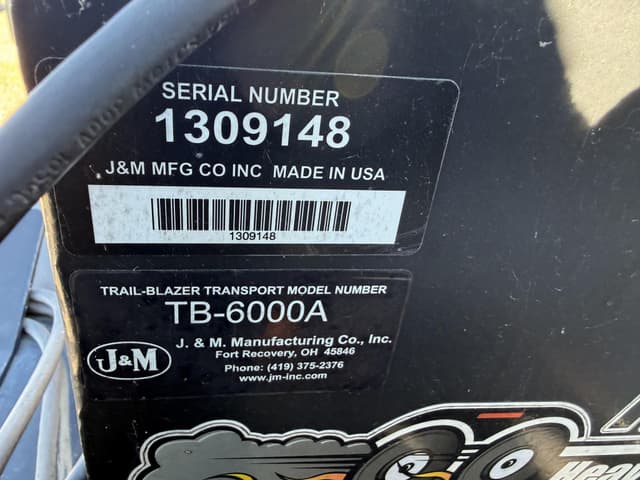 SERIAL NUMBER
1309148
J&M MFG CO INC MADE IN USA
1309148
TRAIL-BLAZER TRANSPORT MODEL NUMBER
TB-6000A
J&M
J. & M. Manufacturing Co., Inc.
Fort Recovery, OH 45846
Phone: (419) 375-2376
www.jm-inc.com